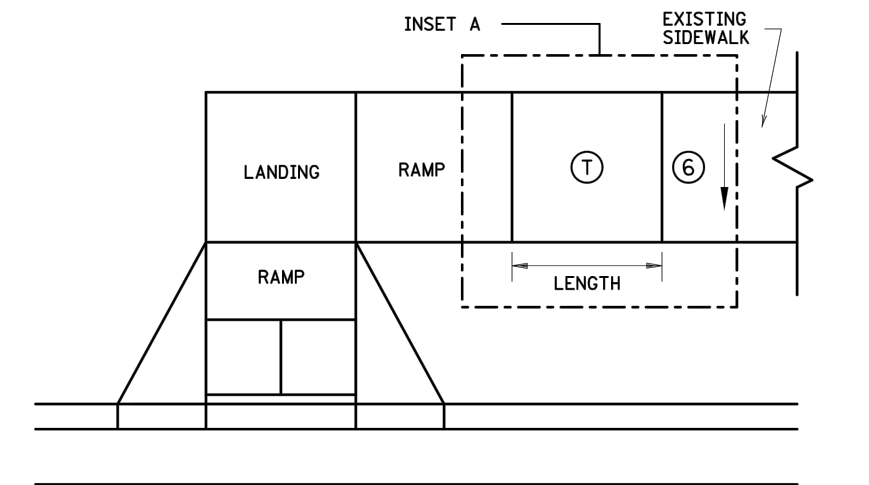 INSET A
EXISTING
SIDEWALK
LANDING
RAMP
T
6
RAMP
LENGTH